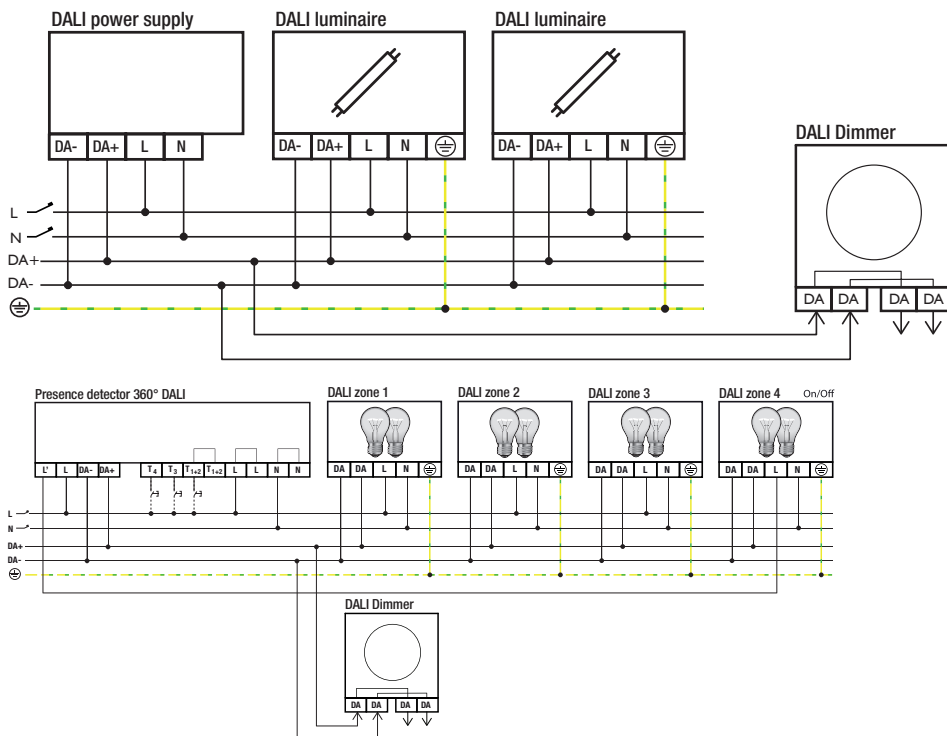 DALI power supply
DALI luminaire
DALI luminaire
DALI Dimmer
DA- DA+ L N
DA- DA+ L N
DA- DA+ L N
L
N
DA+
DA-
DA DA DA DA
Presence detector 360° DALI
DALI zone 1
DALI zone 2
DALI zone 3
DALI zone 4 On/Off
L' L DA- DA+ T4 T3 T1+2 T1+2 L L N N
DA DA L N
DA DA L N
DA DA L N
DA DA L N
L
N
DA+
DA-
DALI Dimmer
DA DA DA DA